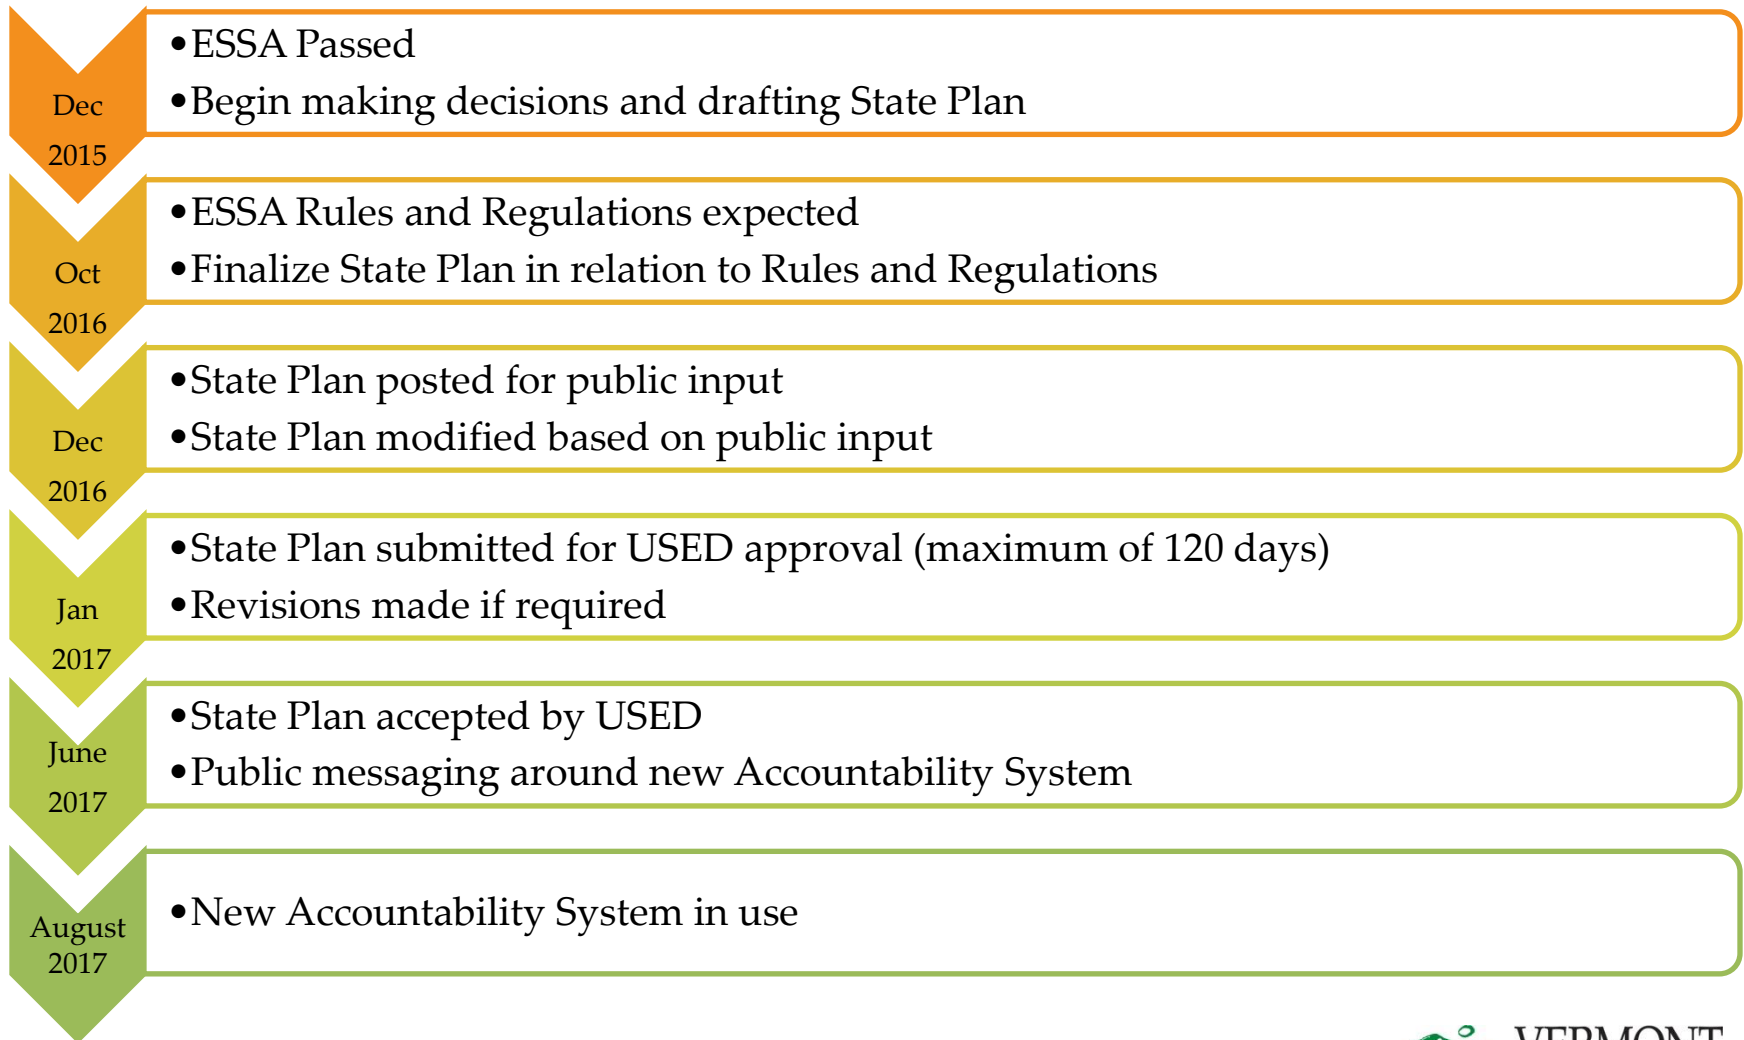 Dec
2015
•ESSA Passed
•Begin making decisions and drafting State Plan
Oct
2016
•ESSA Rules and Regulations expected
•Finalize State Plan in relation to Rules and Regulations
Dec
2016
•State Plan posted for public input
•State Plan modified based on public input
Jan
2017
•State Plan submitted for USED approval (maximum of 120 days)
•Revisions made if required
June
2017
•State Plan accepted by USED
•Public messaging around new Accountability System
August
2017
•New Accountability System in use
VERMONT